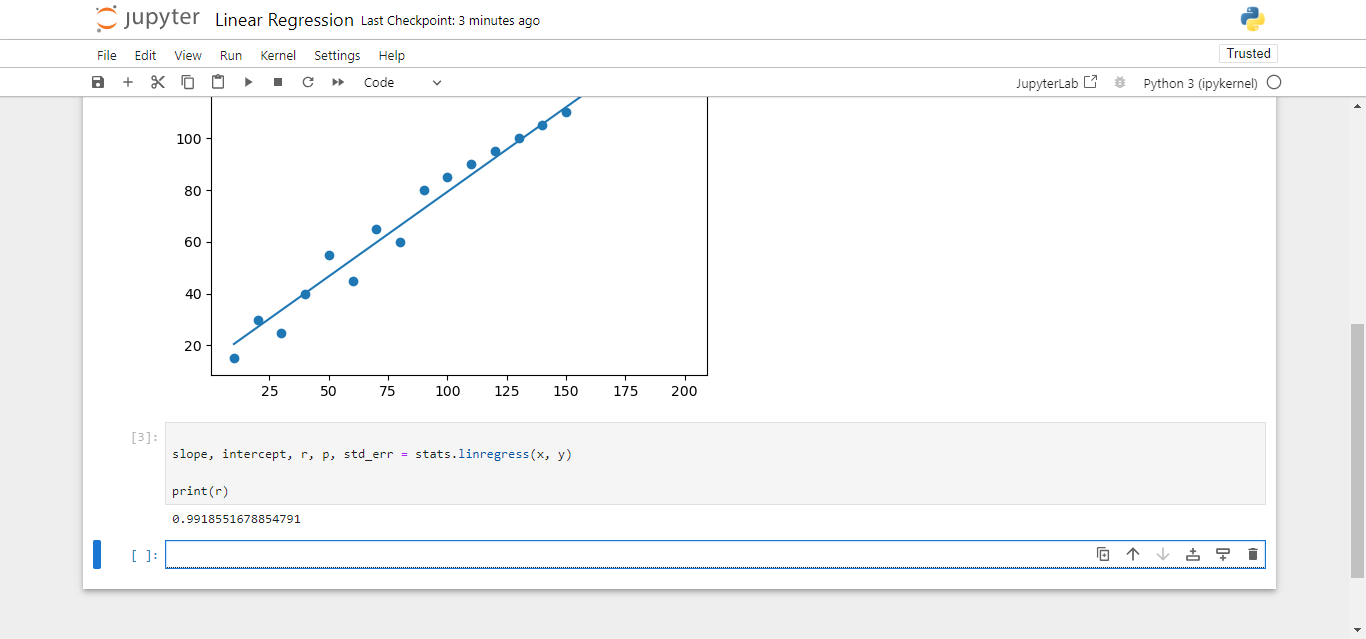 jupyter Linear Regression Last Checkpoint: 3 minutes ago
File Edit View Run Kernel Settings Help
Trusted
Code
JupyterLab Python 3 (ipykernel)
100
80
60
40
20
25 50 75 100 125 150 175 200
[3]:
slope, intercept, r, p, std_err = stats.linregress(x, y)
print(r)
0.9918551678854791
[ ]: